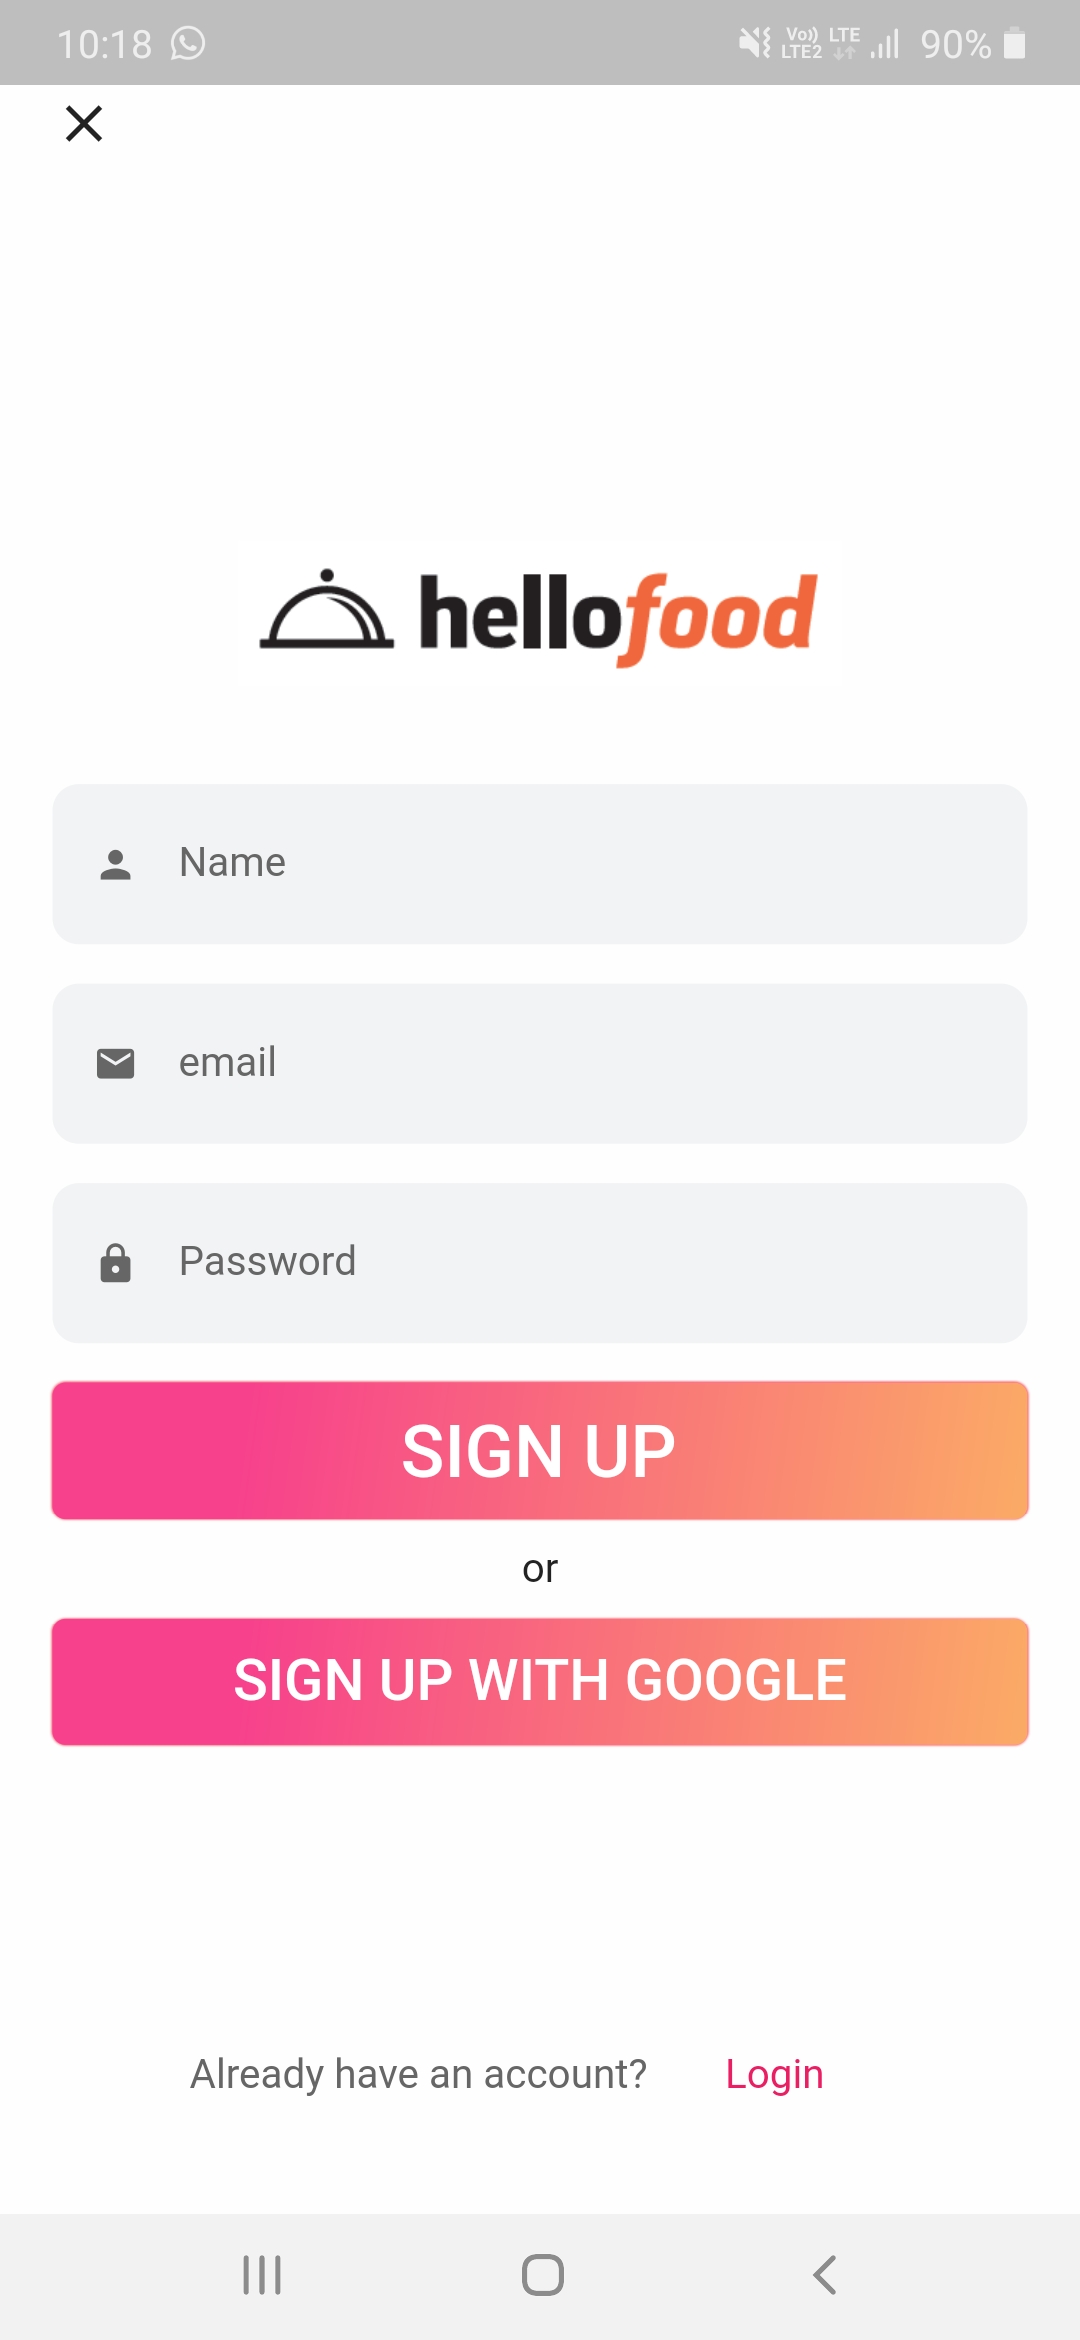 10:18 Vo)) LTE 90%
LTE2
hellofood
Name
email
Password
SIGN UP
or
SIGN UP WITH GOOGLE
Already have an account? Login